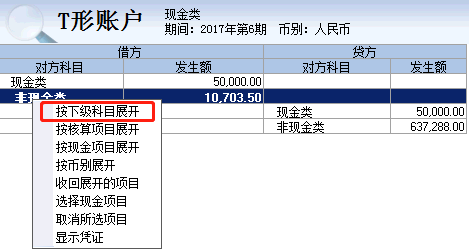 T形账户
现金类
期间：2017年第6期 币别：人民币
借方 贷方
对方科目 发生额 对方科目 发生额
现金类 50,000.00
非现金类 10,703.50
现金类 50,000.00
非现金类 637,288.00
按下级科目展开
按核算项目展开
按现金项目展开
按币别展开
收回展开的项目
选择现金项目
取消所选项目
显示凭证